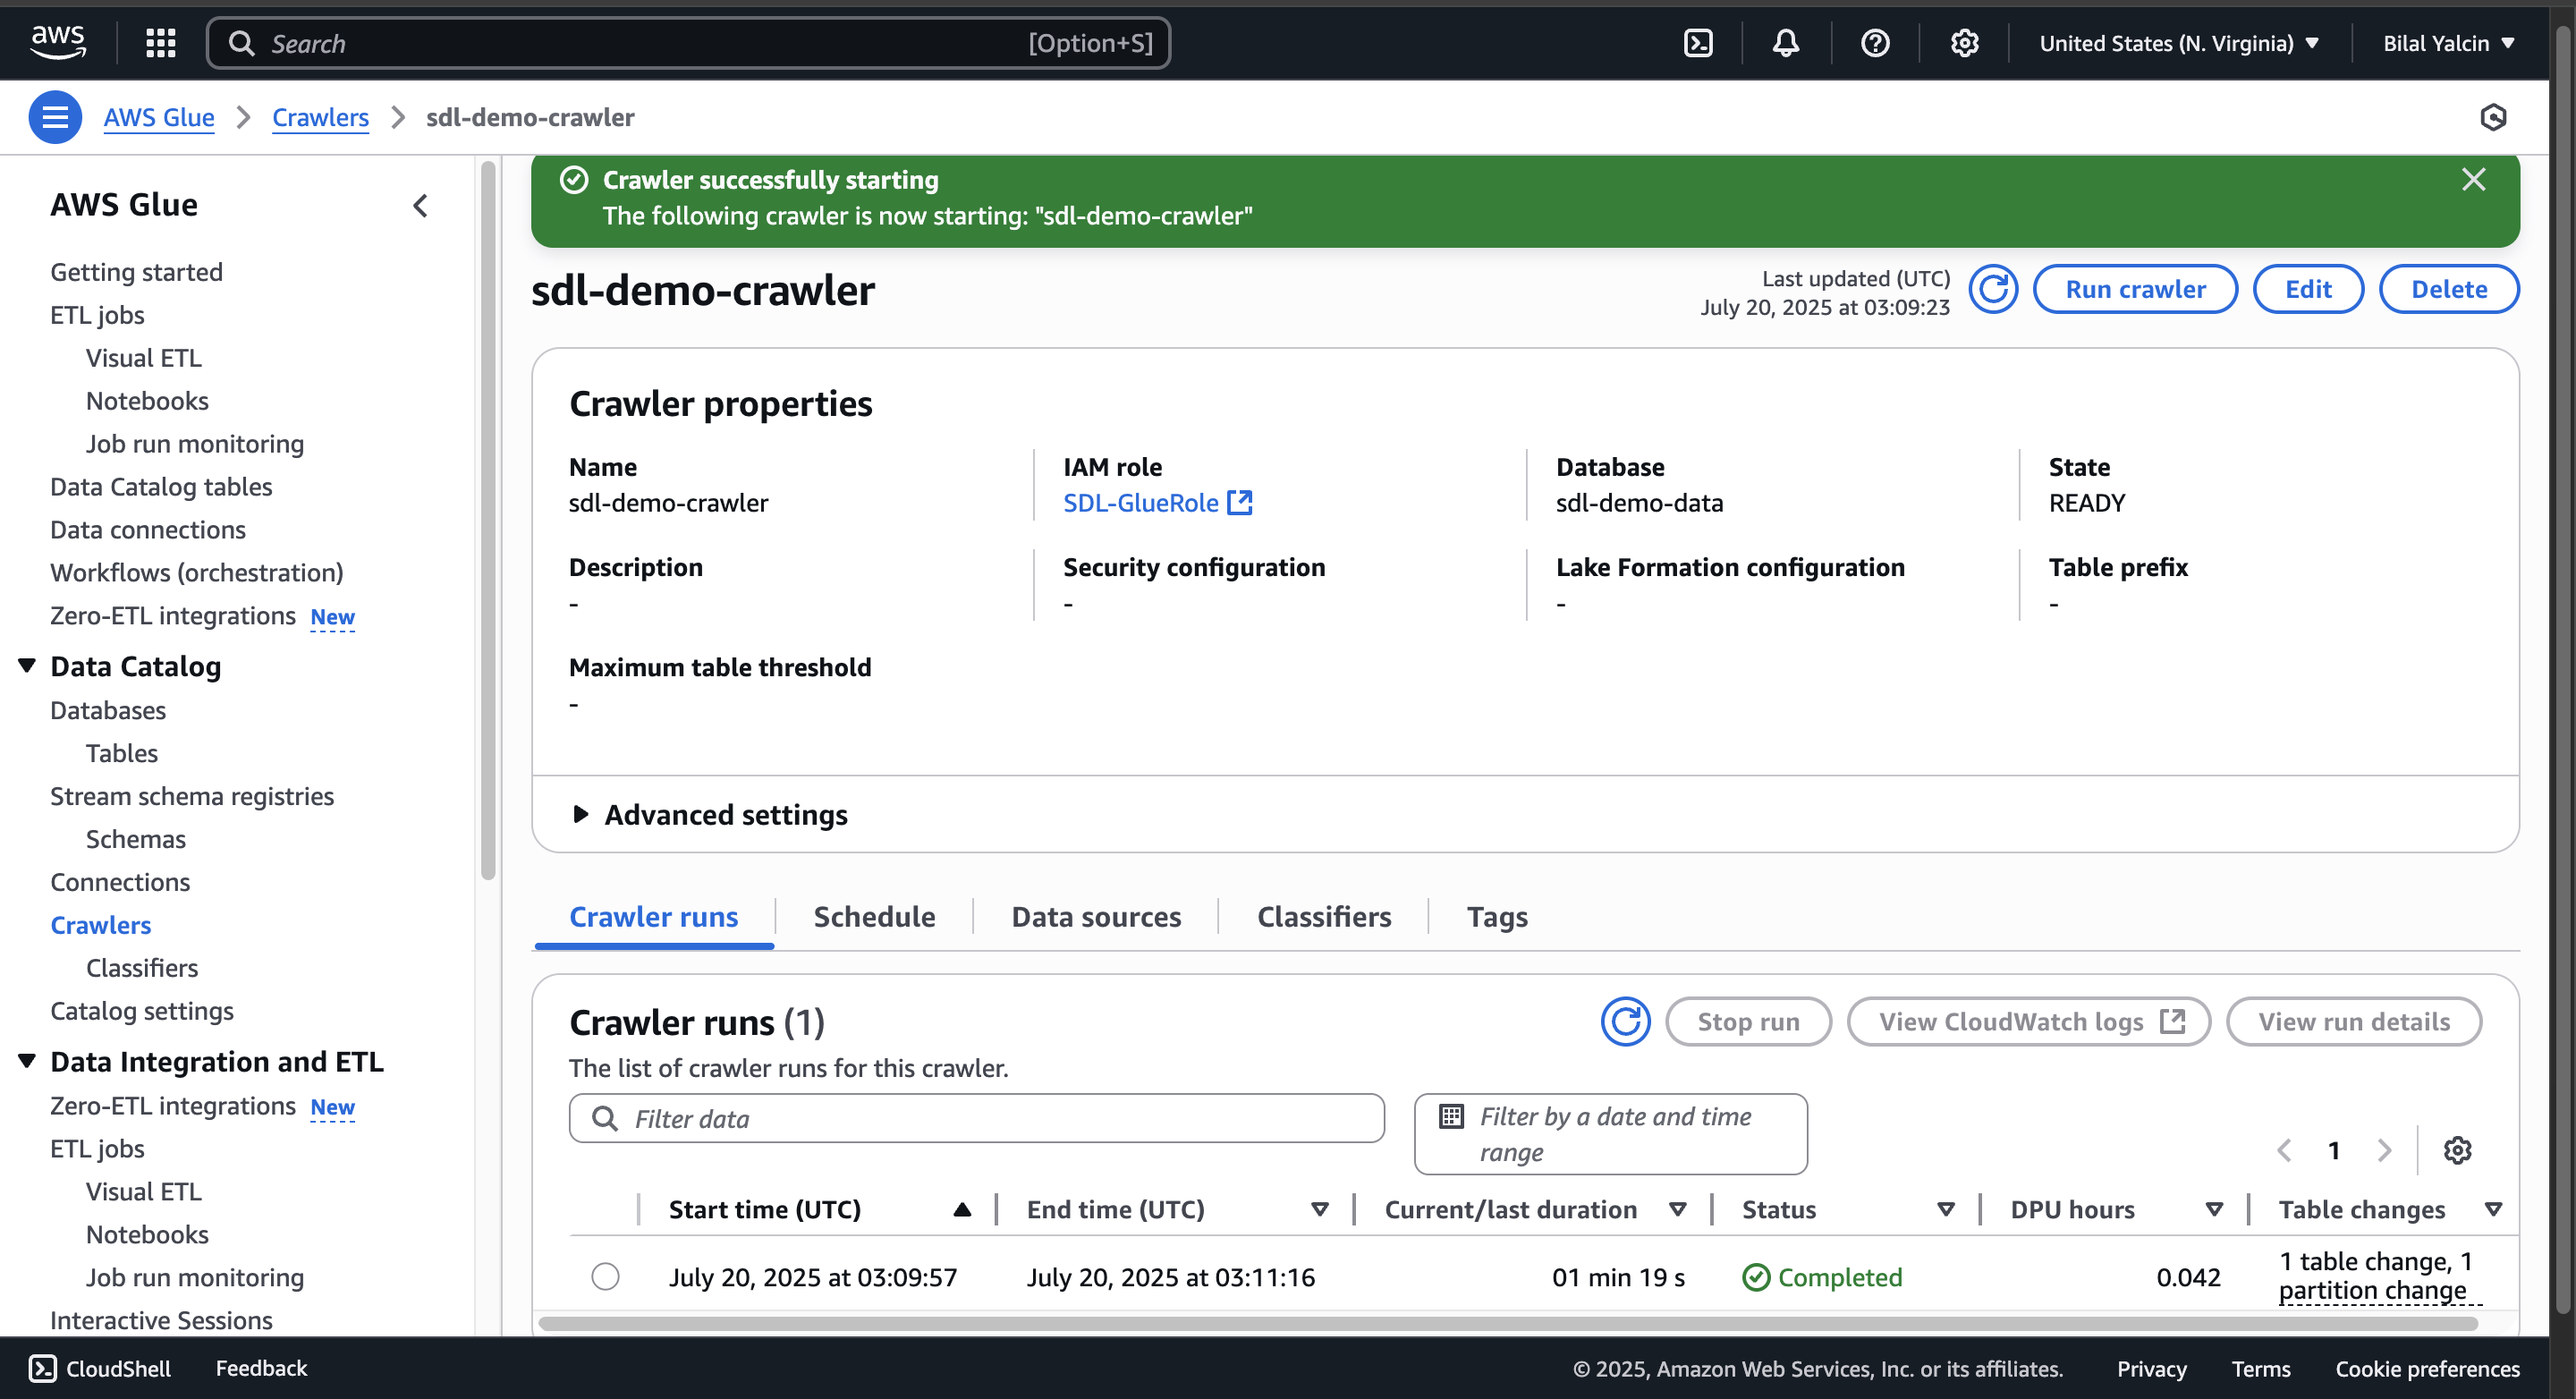 aws
Search
[Option+S]
United States (N. Virginia)
Bilal Yalcin
AWS Glue
Crawlers
sdl-demo-crawler
AWS Glue
Getting started
ETL jobs
Visual ETL
Notebooks
Job run monitoring
Data Catalog tables
Data connections
Workflows (orchestration)
Zero-ETL integrations New
Data Catalog
Databases
Tables
Stream schema registries
Schemas
Connections
Crawlers
Classifiers
Catalog settings
Data Integration and ETL
Zero-ETL integrations New
ETL jobs
Visual ETL
Notebooks
Job run monitoring
Interactive Sessions
Crawler successfully starting
The following crawler is now starting: "sdl-demo-crawler"
sdl-demo-crawler
Last updated (UTC)
July 20, 2025 at 03:09:23
Run crawler
Edit
Delete
Crawler properties
Name
sdl-demo-crawler
IAM role
SDL-GlueRole
Database
sdl-demo-data
State
READY
Description
-
Security configuration
-
Lake Formation configuration
-
Table prefix
-
Maximum table threshold
-
Advanced settings
Crawler runs
Schedule
Data sources
Classifiers
Tags
Crawler runs (1)
The list of crawler runs for this crawler.
Stop run
View CloudWatch logs
View run details
Filter data
Filter by a date and time
range
1
Start time (UTC)
End time (UTC)
Current/last duration
Status
DPU hours
Table changes
July 20, 2025 at 03:09:57
July 20, 2025 at 03:11:16
01 min 19 s
Completed
0.042
1 table change, 1
partition change
CloudShell
Feedback
© 2025, Amazon Web Services, Inc. or its affiliates.
Privacy
Terms
Cookie preferences